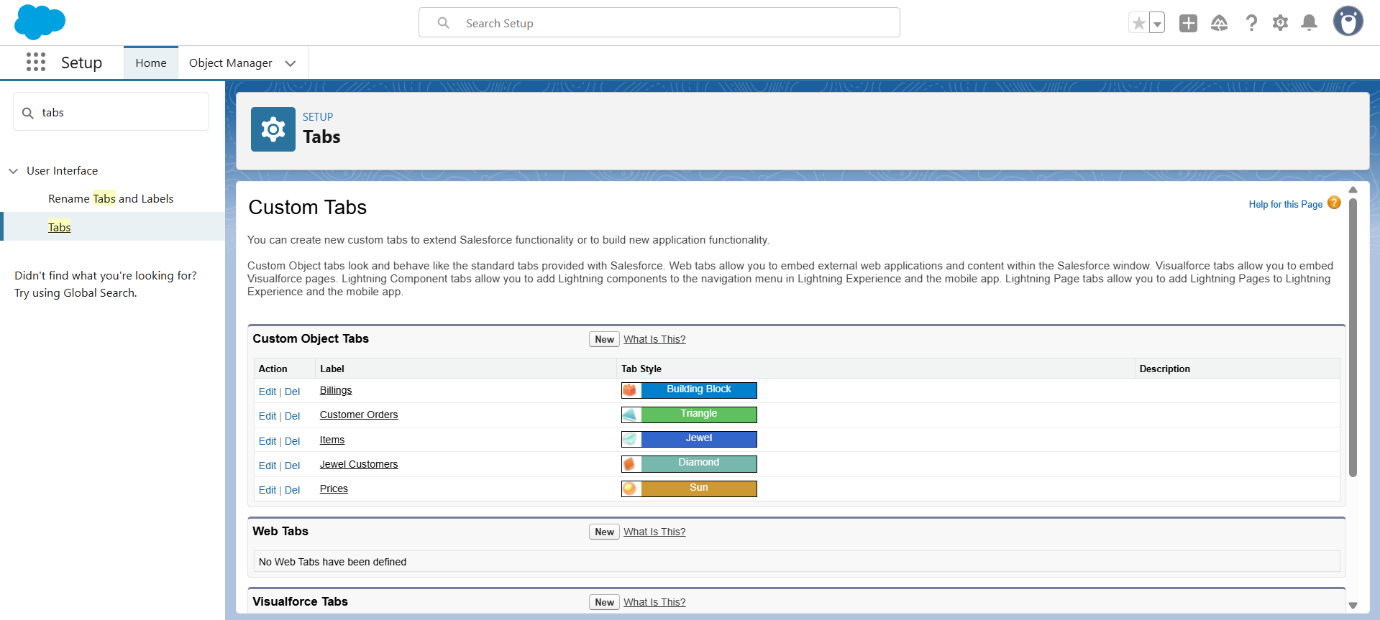 Search Setup
Setup
Home
Object Manager
tabs
User Interface
Rename Tabs and Labels
Tabs
Didn't find what you're looking for?
Try using Global Search.
SETUP
Tabs
Custom Tabs
Help for this Page ?
You can create new custom tabs to extend Salesforce functionality or to build new application functionality.
Custom Object tabs look and behave like the standard tabs provided with Salesforce. Web tabs allow you to embed external web applications and content within the Salesforce window. Visualforce tabs allow you to embed
Visualforce pages. Lightning Component tabs allow you to add Lightning components to the navigation menu in Lightning Experience and the mobile app. Lightning Page tabs allow you to add Lightning Pages to Lightning
Experience and the mobile app.
Custom Object Tabs New What Is This?
Action Label Tab Style Description
Edit | Del Billings Building Block
Edit | Del Customer Orders Triangle
Edit | Del Items Jewel
Edit | Del Jewel Customers Diamond
Edit | Del Prices Sun
Web Tabs New What Is This?
No Web Tabs have been defined
Visualforce Tabs New What Is This?